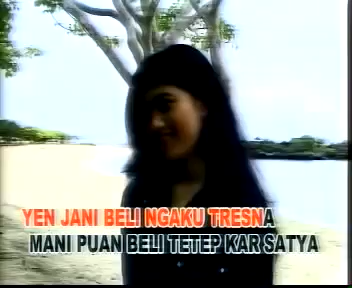 YEN JANI BELI NGAKU TRESNA
MANI PUAN BELI TETEP KAR SATYA